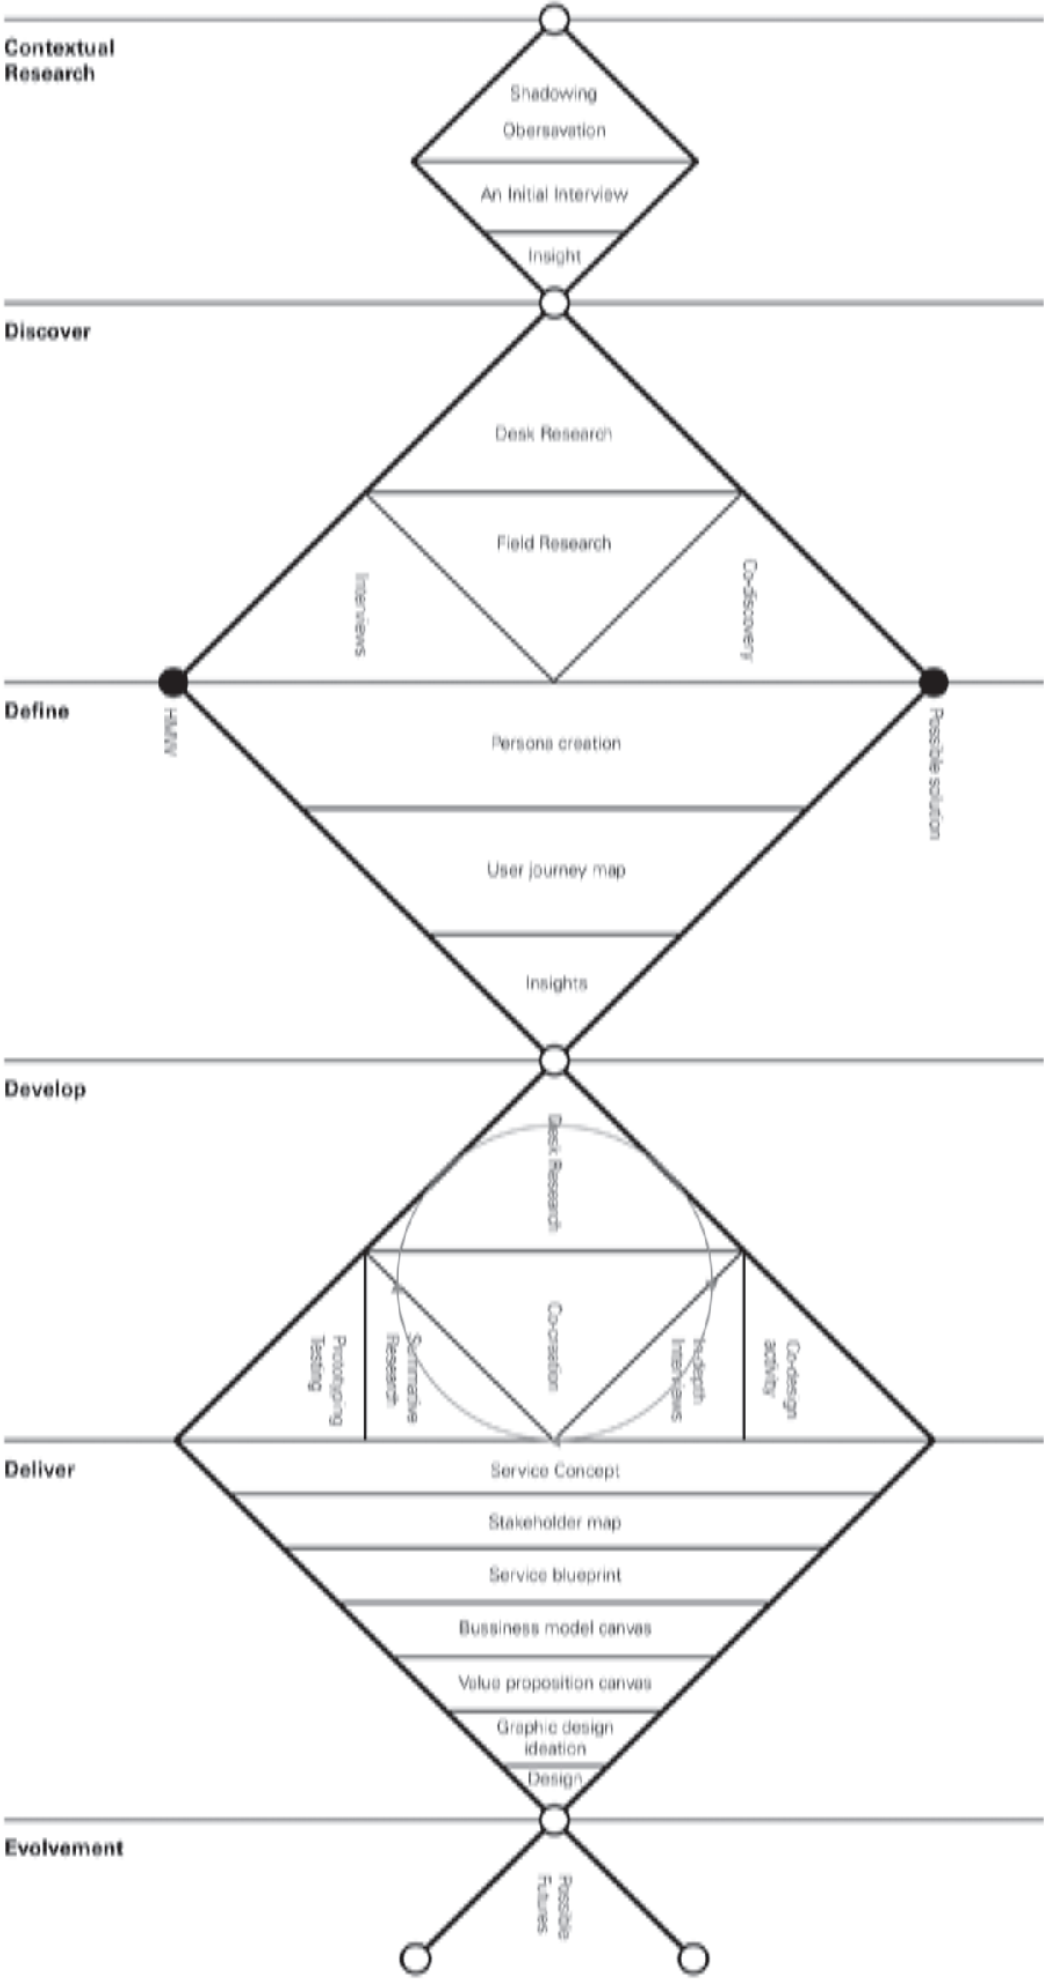 Contextual
Research
Shadowing
Obersavation
An Initial Interview
Insight
Discover
Desk Research
Field Research
Interviews
Co-discovery
Define
HMW
Possible solution
Persona creation
User journey map
Insights
Develop
Desk Research
Prototyping
Testing
Summative
Research
Co-creation
In-depth
Interviews
Co-design
activity
Deliver
Service Concept
Stakeholder map
Service blueprint
Bussiness model canvas
Value proposition canvas
Graphic design
ideation
Design
Evolvement
Possible
Futures